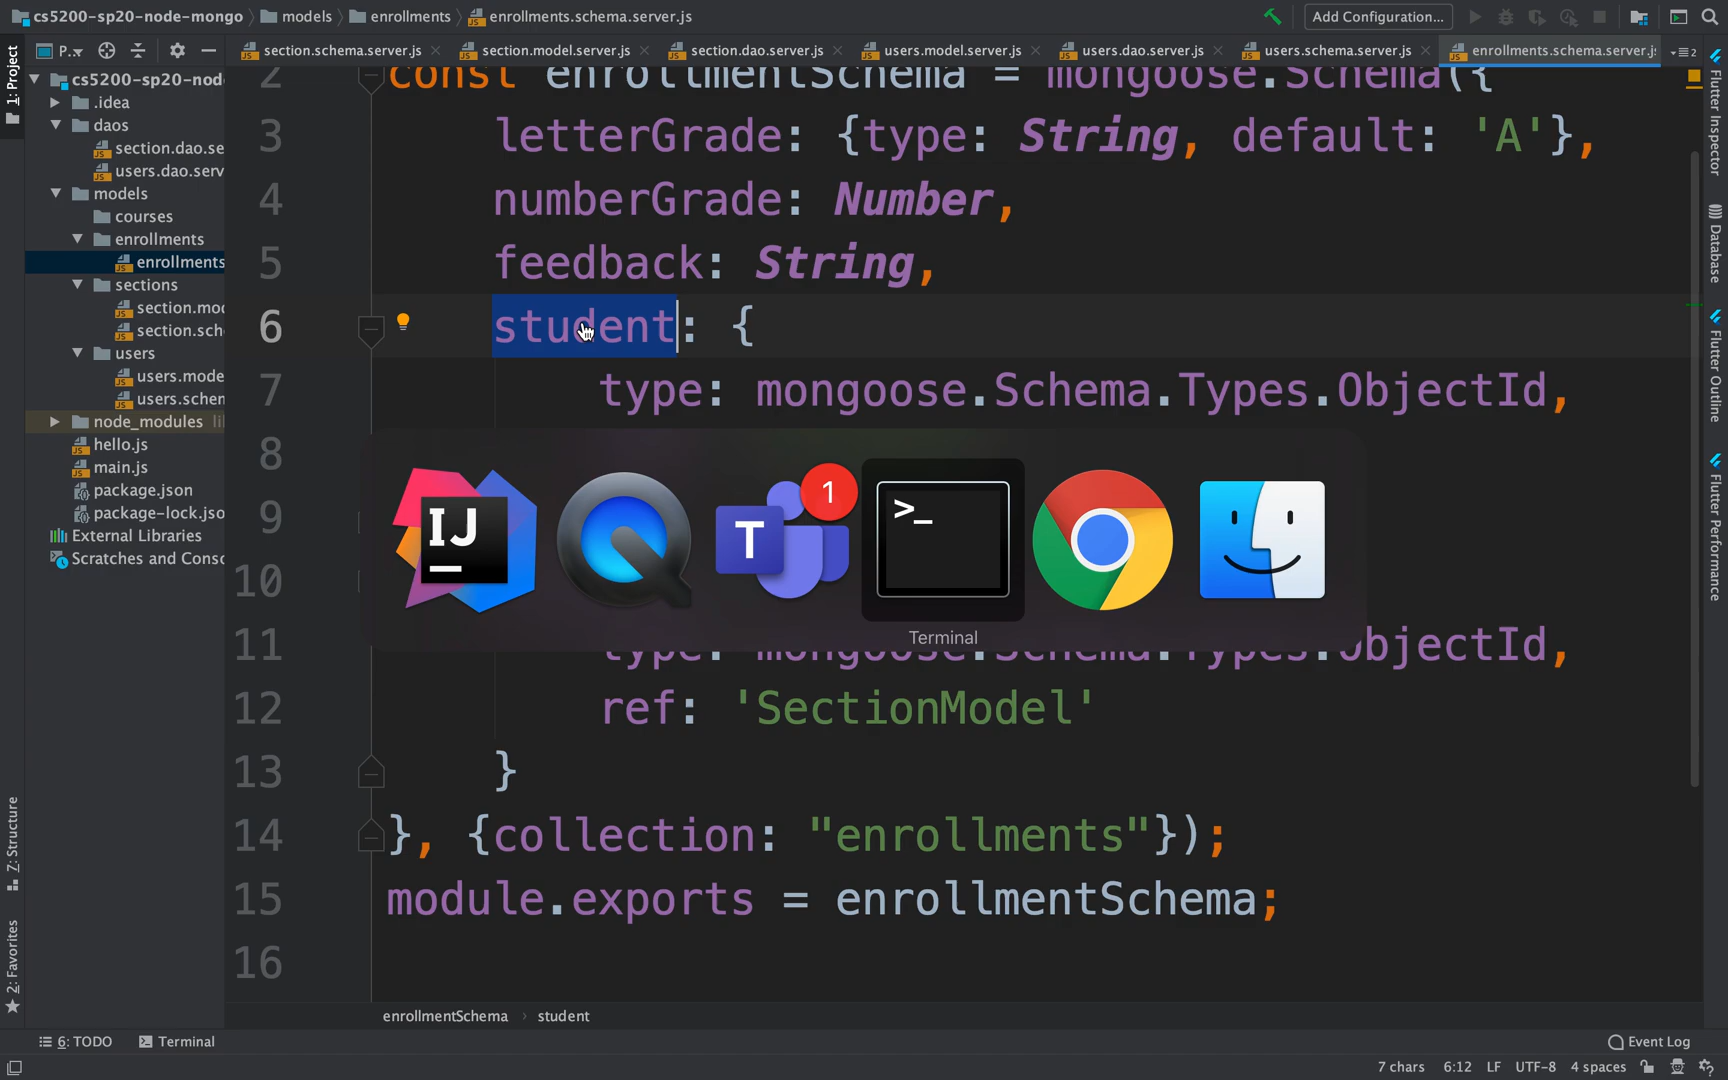 cs5200-sp20-node-mongo models enrollments enrollments.schema.server.js
Add Configuration...
P..
section.schema.server.js
section.model.server.js
section.dao.server.js
users.model.server.js
users.dao.server.js
users.schema.server.js
enrollments.schema.server.js
2
1: Project
cs5200-sp20-nod
.idea
daos
section.dao.se
users.dao.serv
models
courses
enrollments
enrollments
sections
section.mod
section.sch
users
users.mode
users.schem
node_modules li
hello.js
main.js
package.json
package-lock.jso
External Libraries
Scratches and Consc
Z: Structure
2: Favorites
2 const enrollmentSchema = mongoose.Schema({
3 letterGrade: {type: String, default: 'A'},
4 numberGrade: Number,
5 feedback: String,
6 student: {
7 type: mongoose.Schema.Types.ObjectId,
8
9
10
11 type: mongoose.Schema.Types.ObjectId,
12 ref: 'SectionModel'
13 }
14 }, {collection: "enrollments"});
15 module.exports = enrollmentSchema;
16
IJ
T
1
>_
Terminal
Flutter Inspector
Database
Flutter Outline
Flutter Performance
enrollmentSchema › student
6: TODO
Terminal
Event Log
7 chars 6:12 LF UTF-8 4 spaces